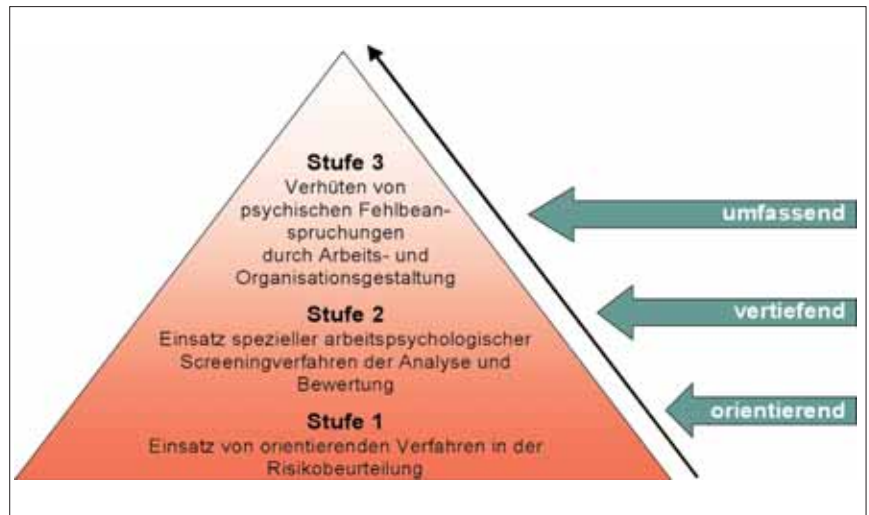 Stufe 3
Verhüten von
psychischen Fehlbean-
spruchungen
durch Arbeits- und
Organisationsgestaltung
umfassend
Stufe 2
Einsatz spezieller arbeitspsychologischer
Screeningverfahren der Analyse und
Bewertung
vertiefend
Stufe 1
Einsatz von orientierenden Verfahren in der
Risikobeurteilung
orientierend